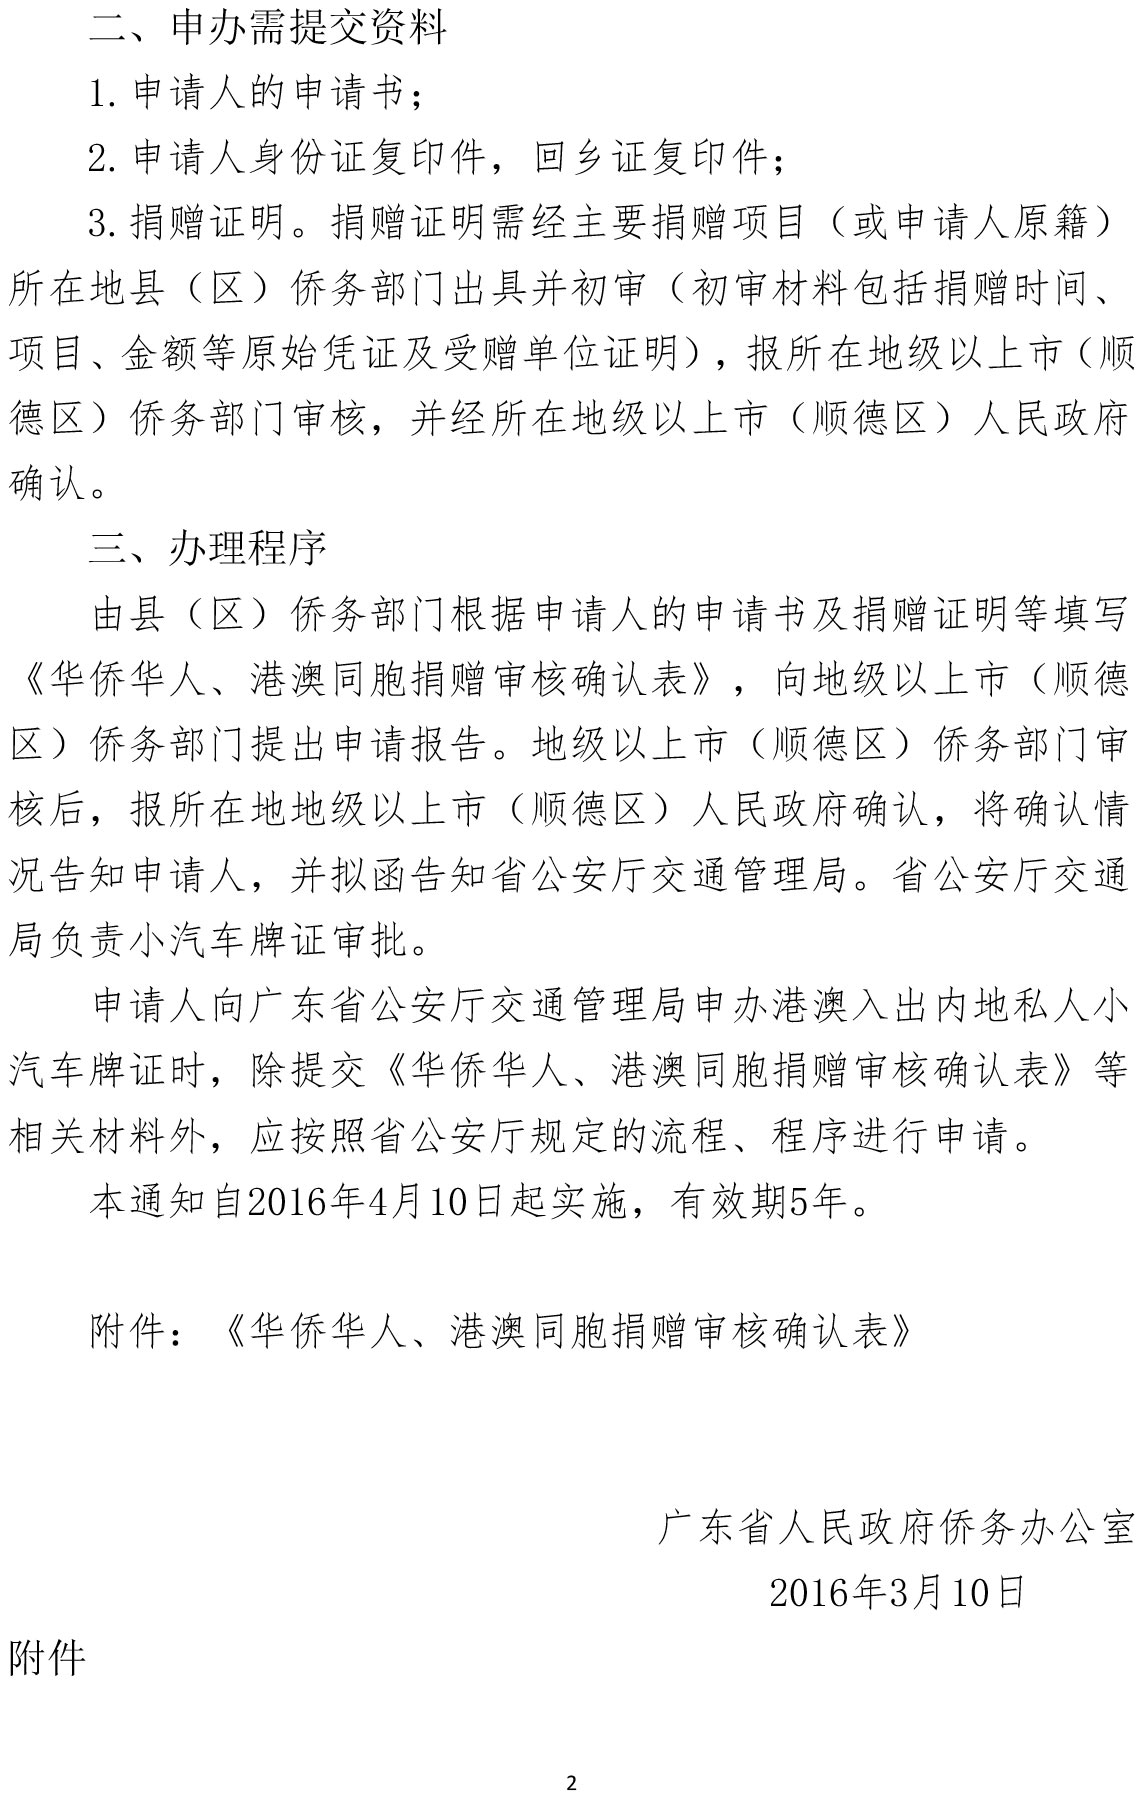 二、申办需提交资料
1.申请人的申请书；
2.申请人身份证复印件，回乡证复印件；
3.捐赠证明。捐赠证明需经主要捐赠项目（或申请人原籍）
所在地县（区）侨务部门出具并初审（初审材料包括捐赠时间、
项目、金额等原始凭证及受赠单位证明），报所在地级以上市（顺
德区）侨务部门审核，并经所在地级以上市（顺德区）人民政府
确认。
三、办理程序
由县（区）侨务部门根据申请人的申请书及捐赠证明等填写
《华侨华人、港澳同胞捐赠审核确认表》，向地级以上市（顺德
区）侨务部门提出申请报告。地级以上市（顺德区）侨务部门审
核后，报所在地地级以上市（顺德区）人民政府确认，将确认情
况告知申请人，并拟函告知省公安厅交通管理局。省公安厅交通
局负责小汽车牌证审批。
申请人向广东省公安厅交通管理局申办港澳入出内地私人小
汽车牌证时，除提交《华侨华人、港澳同胞捐赠审核确认表》等
相关材料外，应按照省公安厅规定的流程、程序进行申请。
本通知自2016年4月10日起实施，有效期5年。
附件：《华侨华人、港澳同胞捐赠审核确认表》
广东省人民政府侨务办公室
2016年3月10日
附件
2